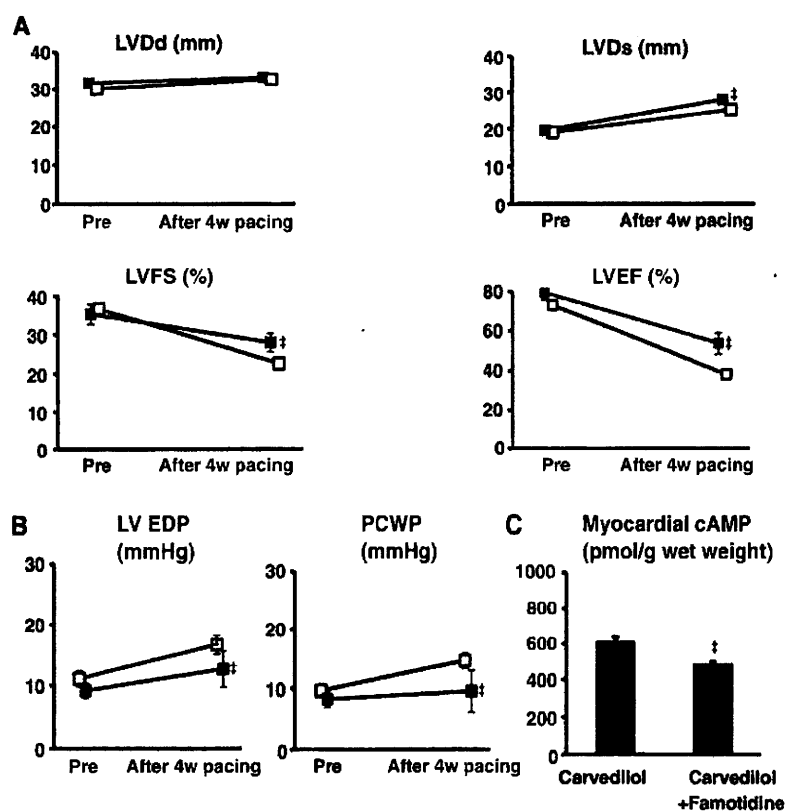 A
LVDd (mm)
40
30
20
10
0
Pre After 4w pacing
LVDs (mm)
40
30
20
10
0
‡
Pre After 4w pacing
LVFS (%)
40
30
20
10
0
‡
Pre After 4w pacing
LVEF (%)
80
60
40
20
0
‡
Pre After 4w pacing
B
LV EDP
(mmHg)
30
20
10
0
‡
Pre After 4w pacing
PCWP
(mmHg)
30
20
10
0
‡
Pre After 4w pacing
C
Myocardial cAMP
(pmol/g wet weight)
1000
800
600
400
200
0
‡
Carvedilol
Carvedilol
+Famotidine